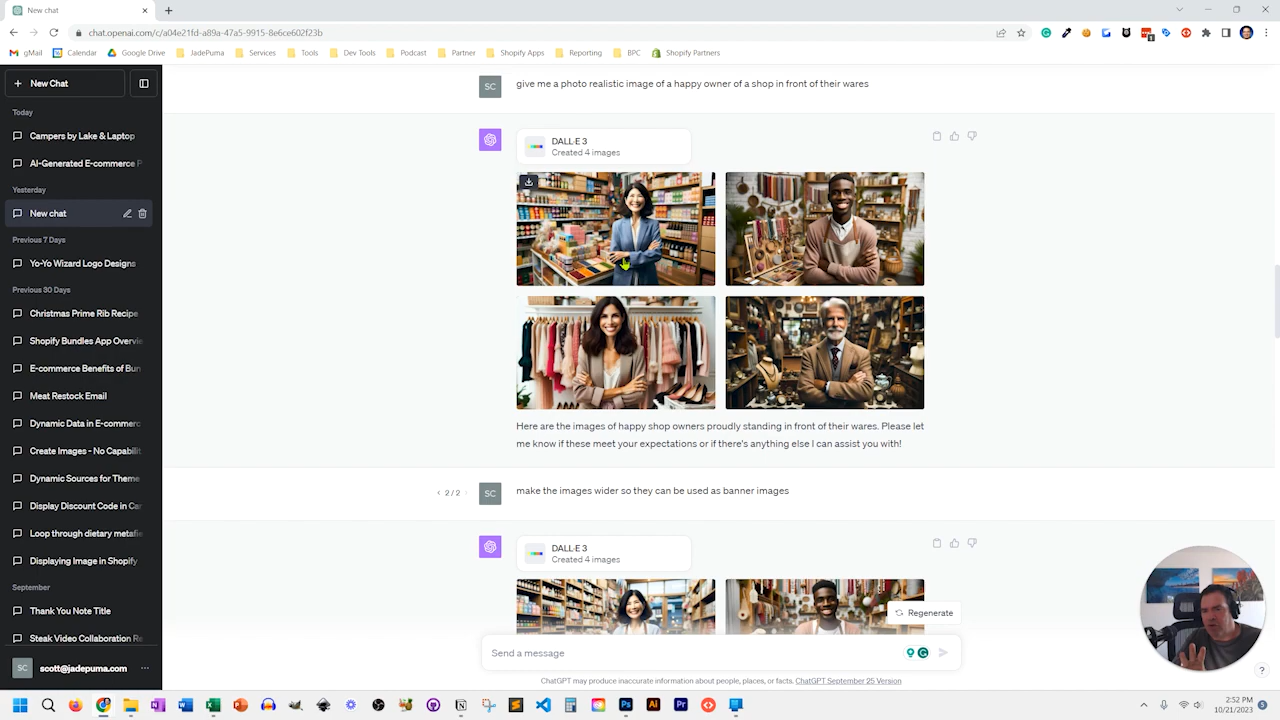 New chat
chat.openai.com/c/a04e21fd-a89a-47a5-9915-8e6ce602f23b
gMail
Calendar
Google Drive
JadePuma
Services
Tools
Dev Tools
Podcast
Partner
Shopify Apps
Reporting
BPC
Shopify Partners
New Chat
Today
Campers by Lake & Laptop
AI-Generated E-commerce P
Yesterday
New chat
Previous 7 Days
Yo-Yo Wizard Logo Designs
Previous 30 Days
Christmas Prime Rib Recipe
Shopify Bundles App Overvie
E-commerce Benefits of Bun
Meat Restock Email
Dynamic Data in E-commerc
Create Images - No Capabilit
Dynamic Sources for Theme
Display Discount Code in Car
Loop through dietary metafie
Displaying Image in Shopify
September
Thank You Note Title
Steak Video Collaboration Re
SC
scott@jadepuma.com
SC
give me a photo realistic image of a happy owner of a shop in front of their wares
DALL·E 3
Created 4 images
Here are the images of happy shop owners proudly standing in front of their wares. Please let
me know if these meet your expectations or if there's anything else I can assist you with!
2 / 2
SC
make the images wider so they can be used as banner images
DALL·E 3
Created 4 images
Regenerate
Send a message
ChatGPT may produce inaccurate information about people, places, or facts. ChatGPT September 25 Version
?
2:52 PM
10/21/2023